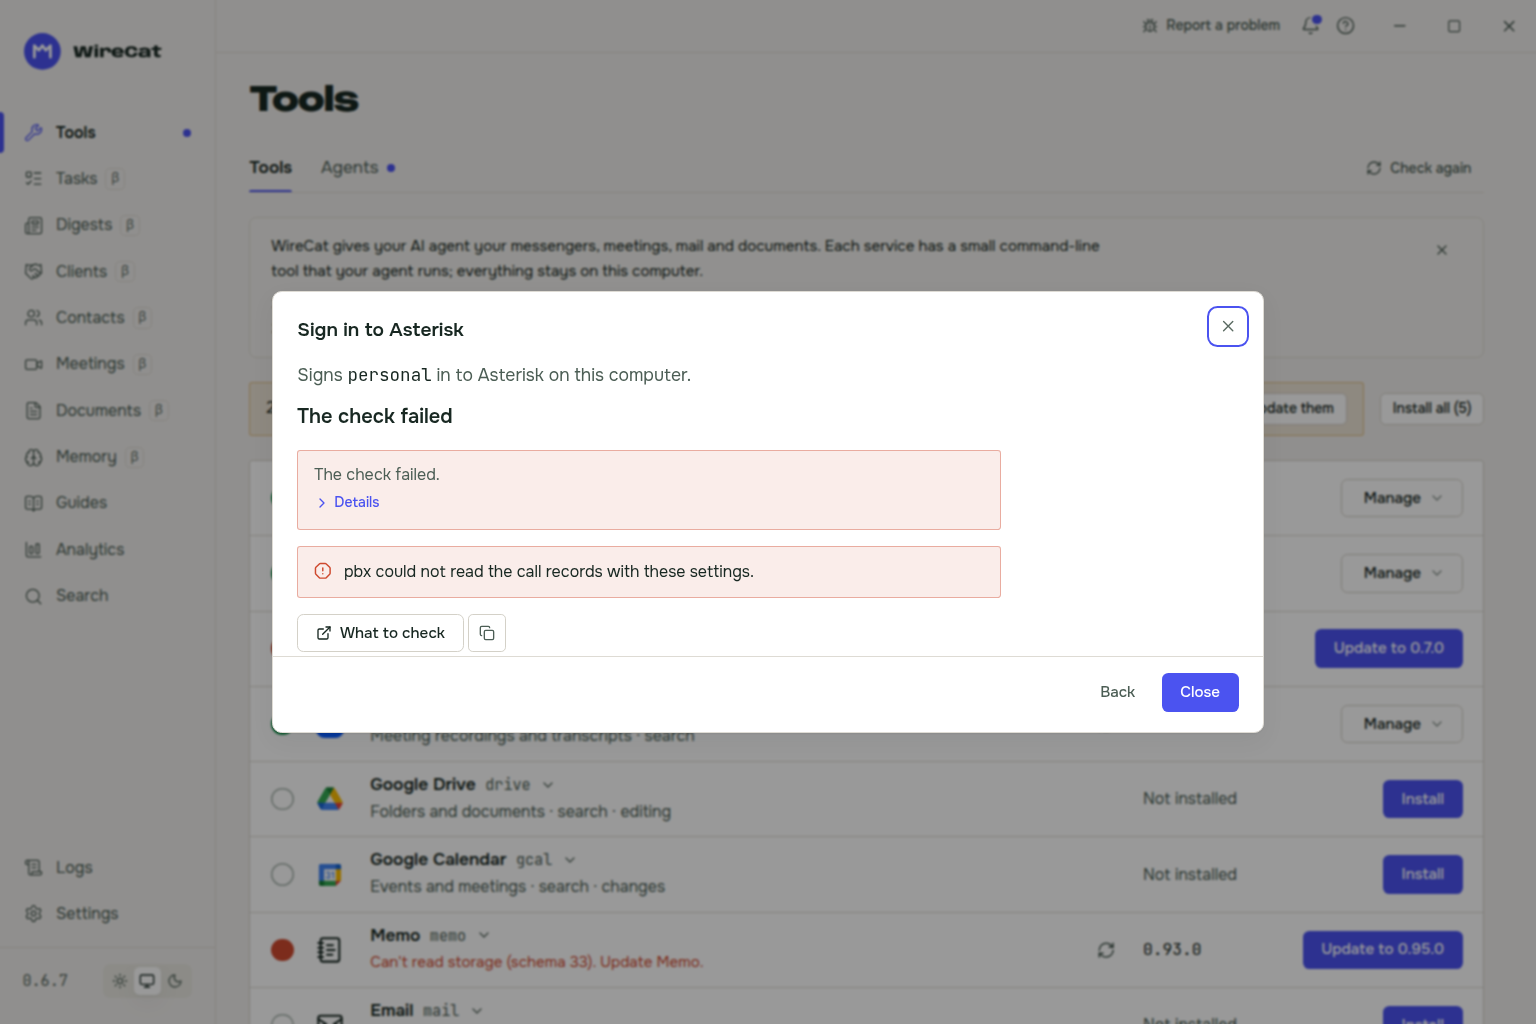 WireCat
Report a problem
Tools
Tasks β
Digests β
Clients β
Contacts β
Meetings β
Documents β
Memory β
Guides
Analytics
Search
Logs
Settings
0.6.7
Tools
Tools
Agents
Check again
WireCat gives your AI agent your messengers, meetings, mail and documents. Each service has a small command-line
tool that your agent runs; everything stays on this computer.
Install all (5)
Sign in to Asterisk
Signs personal in to Asterisk on this computer.
The check failed
The check failed.
Details
pbx could not read the call records with these settings.
What to check
Back
Close
Manage
Manage
Update to 0.7.0
Manage
Meeting recordings and transcripts · search
Google Drive drive
Folders and documents · search · editing
Not installed
Install
Google Calendar gcal
Events and meetings · search · changes
Not installed
Install
Memo memo
Can't read storage (schema 33). Update Memo.
0.93.0
Update to 0.95.0
Email mail
Not installed
Install